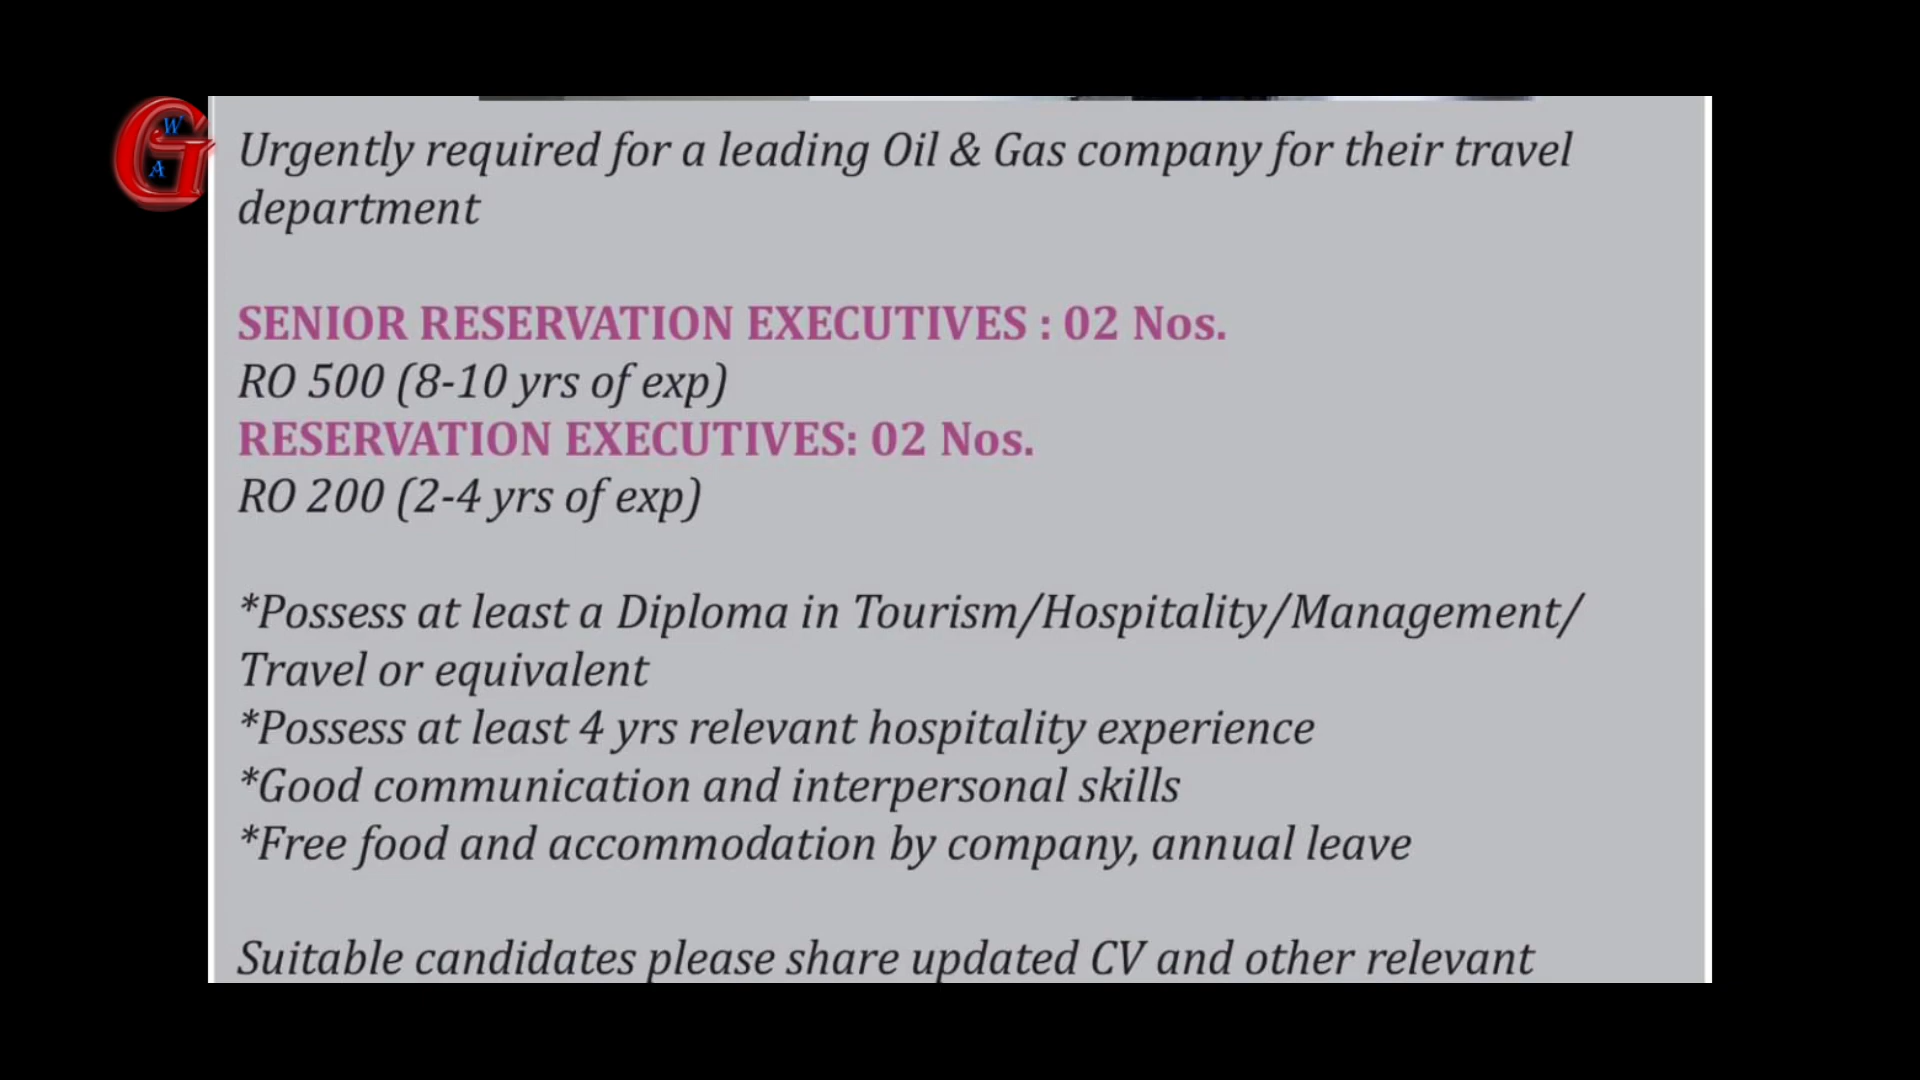 G
W
A
Urgently required for a leading Oil & Gas company for their travel
department
SENIOR RESERVATION EXECUTIVES : 02 Nos.
RO 500 (8-10 yrs of exp)
RESERVATION EXECUTIVES: 02 Nos.
RO 200 (2-4 yrs of exp)
*Possess at least a Diploma in Tourism/Hospitality/Management/
Travel or equivalent
*Possess at least 4 yrs relevant hospitality experience
*Good communication and interpersonal skills
*Free food and accommodation by company, annual leave
Suitable candidates please share updated CV and other relevant